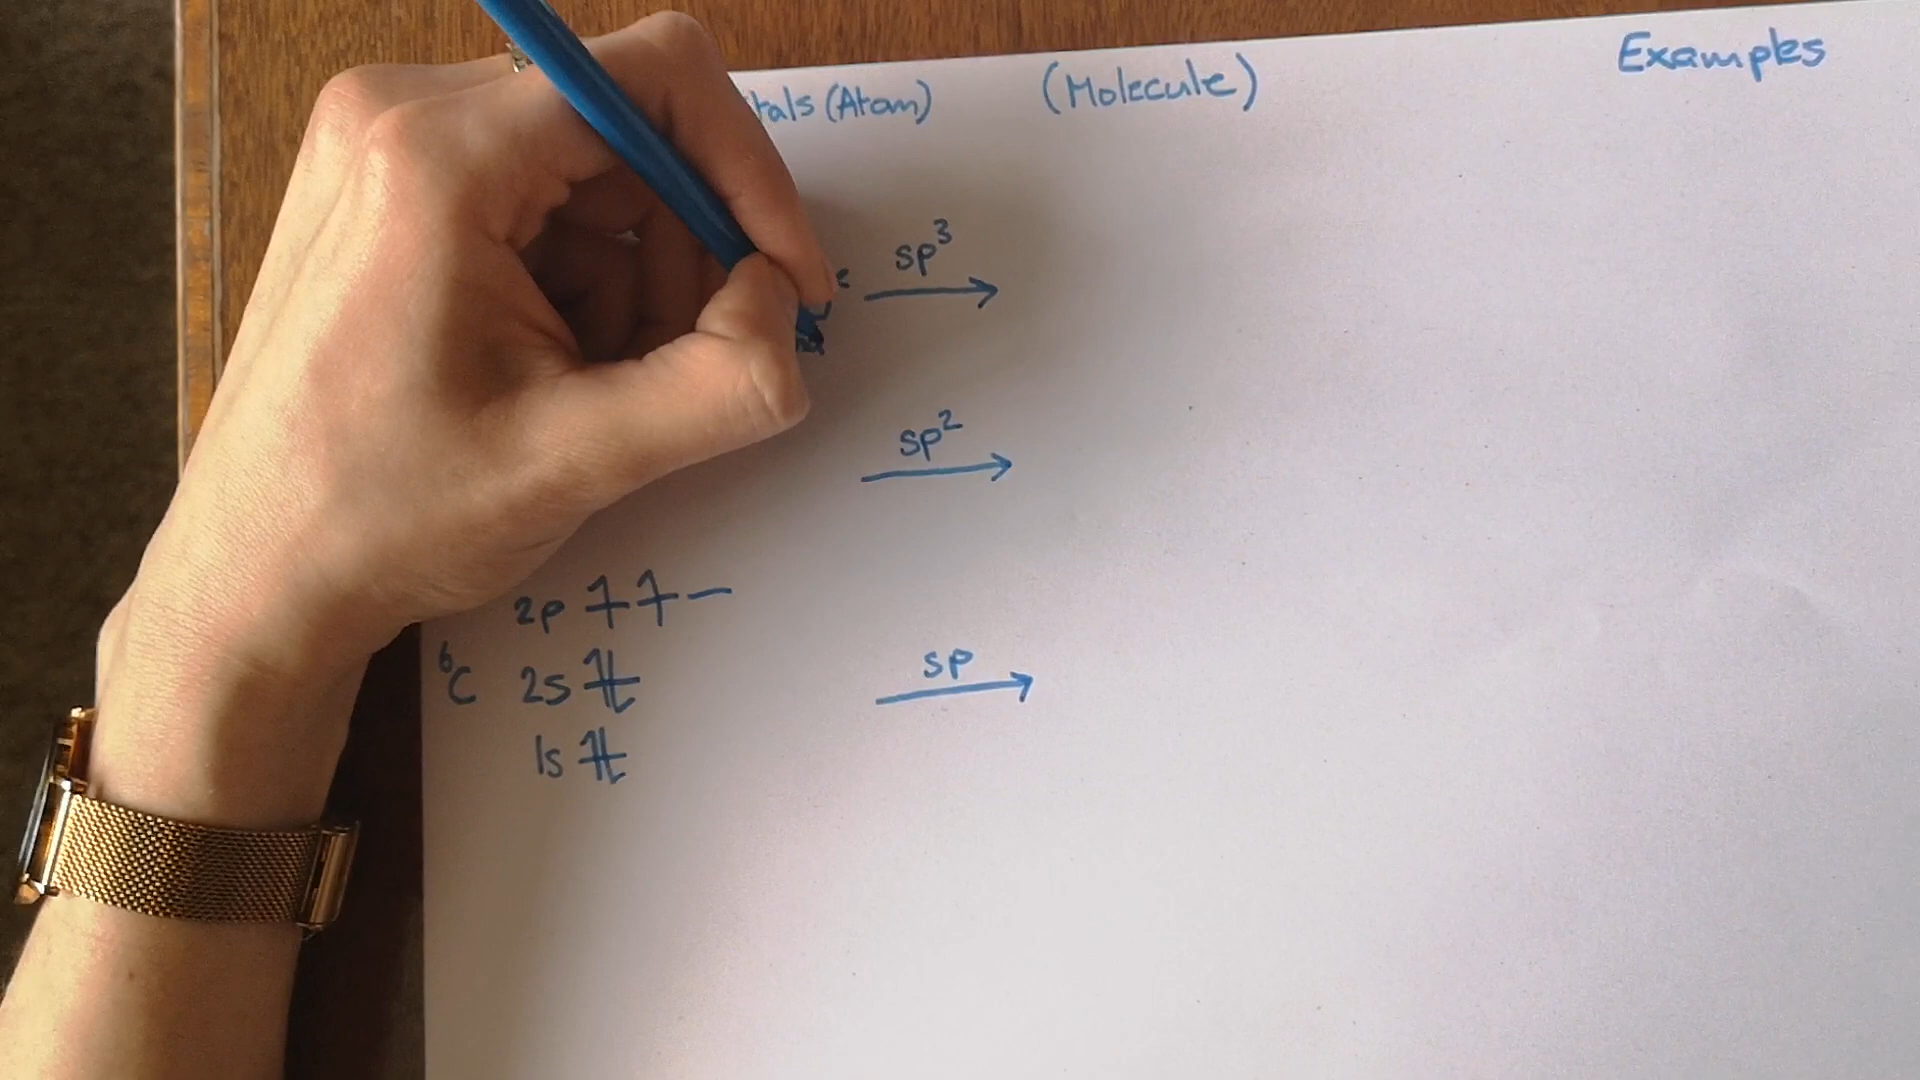 tals (Atom) (Molecule) Examples
sp³
sp²
2p
⁶C 2s sp
1s